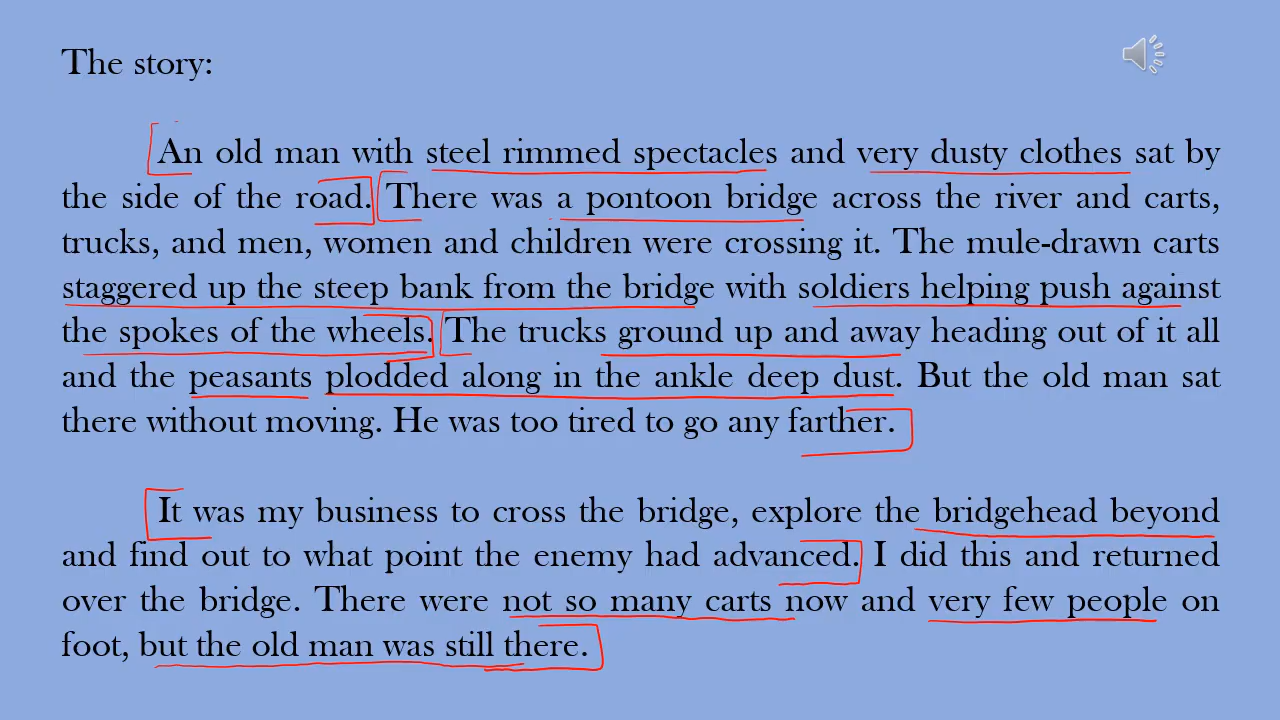 The story:
An old man with steel rimmed spectacles and very dusty clothes sat by
the side of the road. There was a pontoon bridge across the river and carts,
trucks, and men, women and children were crossing it. The mule-drawn carts
staggered up the steep bank from the bridge with soldiers helping push against
the spokes of the wheels. The trucks ground up and away heading out of it all
and the peasants plodded along in the ankle deep dust. But the old man sat
there without moving. He was too tired to go any farther.
It was my business to cross the bridge, explore the bridgehead beyond
and find out to what point the enemy had advanced. I did this and returned
over the bridge. There were not so many carts now and very few people on
foot, but the old man was still there.